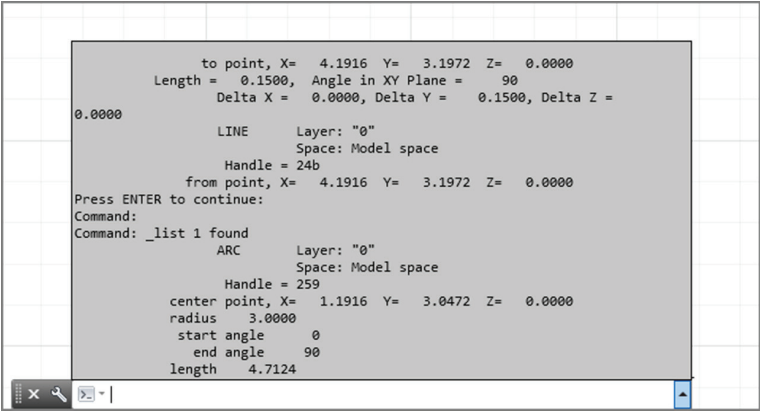 to point, X=   4.1916  Y=   3.1972  Z=   0.0000
Length =   0.1500,  Angle in XY Plane =     90
Delta X =   0.0000, Delta Y =    0.1500, Delta Z =
0.0000
LINE      Layer: "0"
Space: Model space
Handle = 24b
from point, X=   4.1916  Y=   3.1972  Z=   0.0000
Press ENTER to continue:
Command:
Command: _list 1 found
ARC       Layer: "0"
Space: Model space
Handle = 259
center point, X=   1.1916  Y=   3.0472  Z=   0.0000
radius    3.0000
start angle      0
end angle     90
length    4.7124